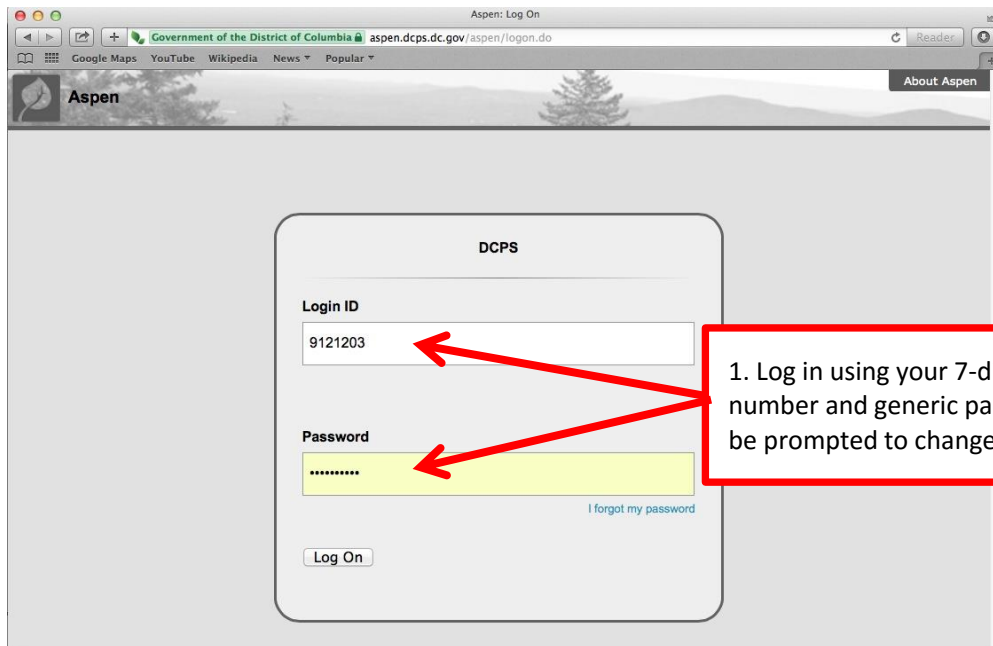 Aspen: Log On
Government of the District of Columbia aspen.dcps.dc.gov/aspen/logon.do
Reader
Google Maps YouTube Wikipedia News Popular
Aspen
About Aspen
DCPS
Login ID
9121203
1. Log in using your 7-d
number and generic pa
be prompted to change
Password
••••••••••
I forgot my password
Log On